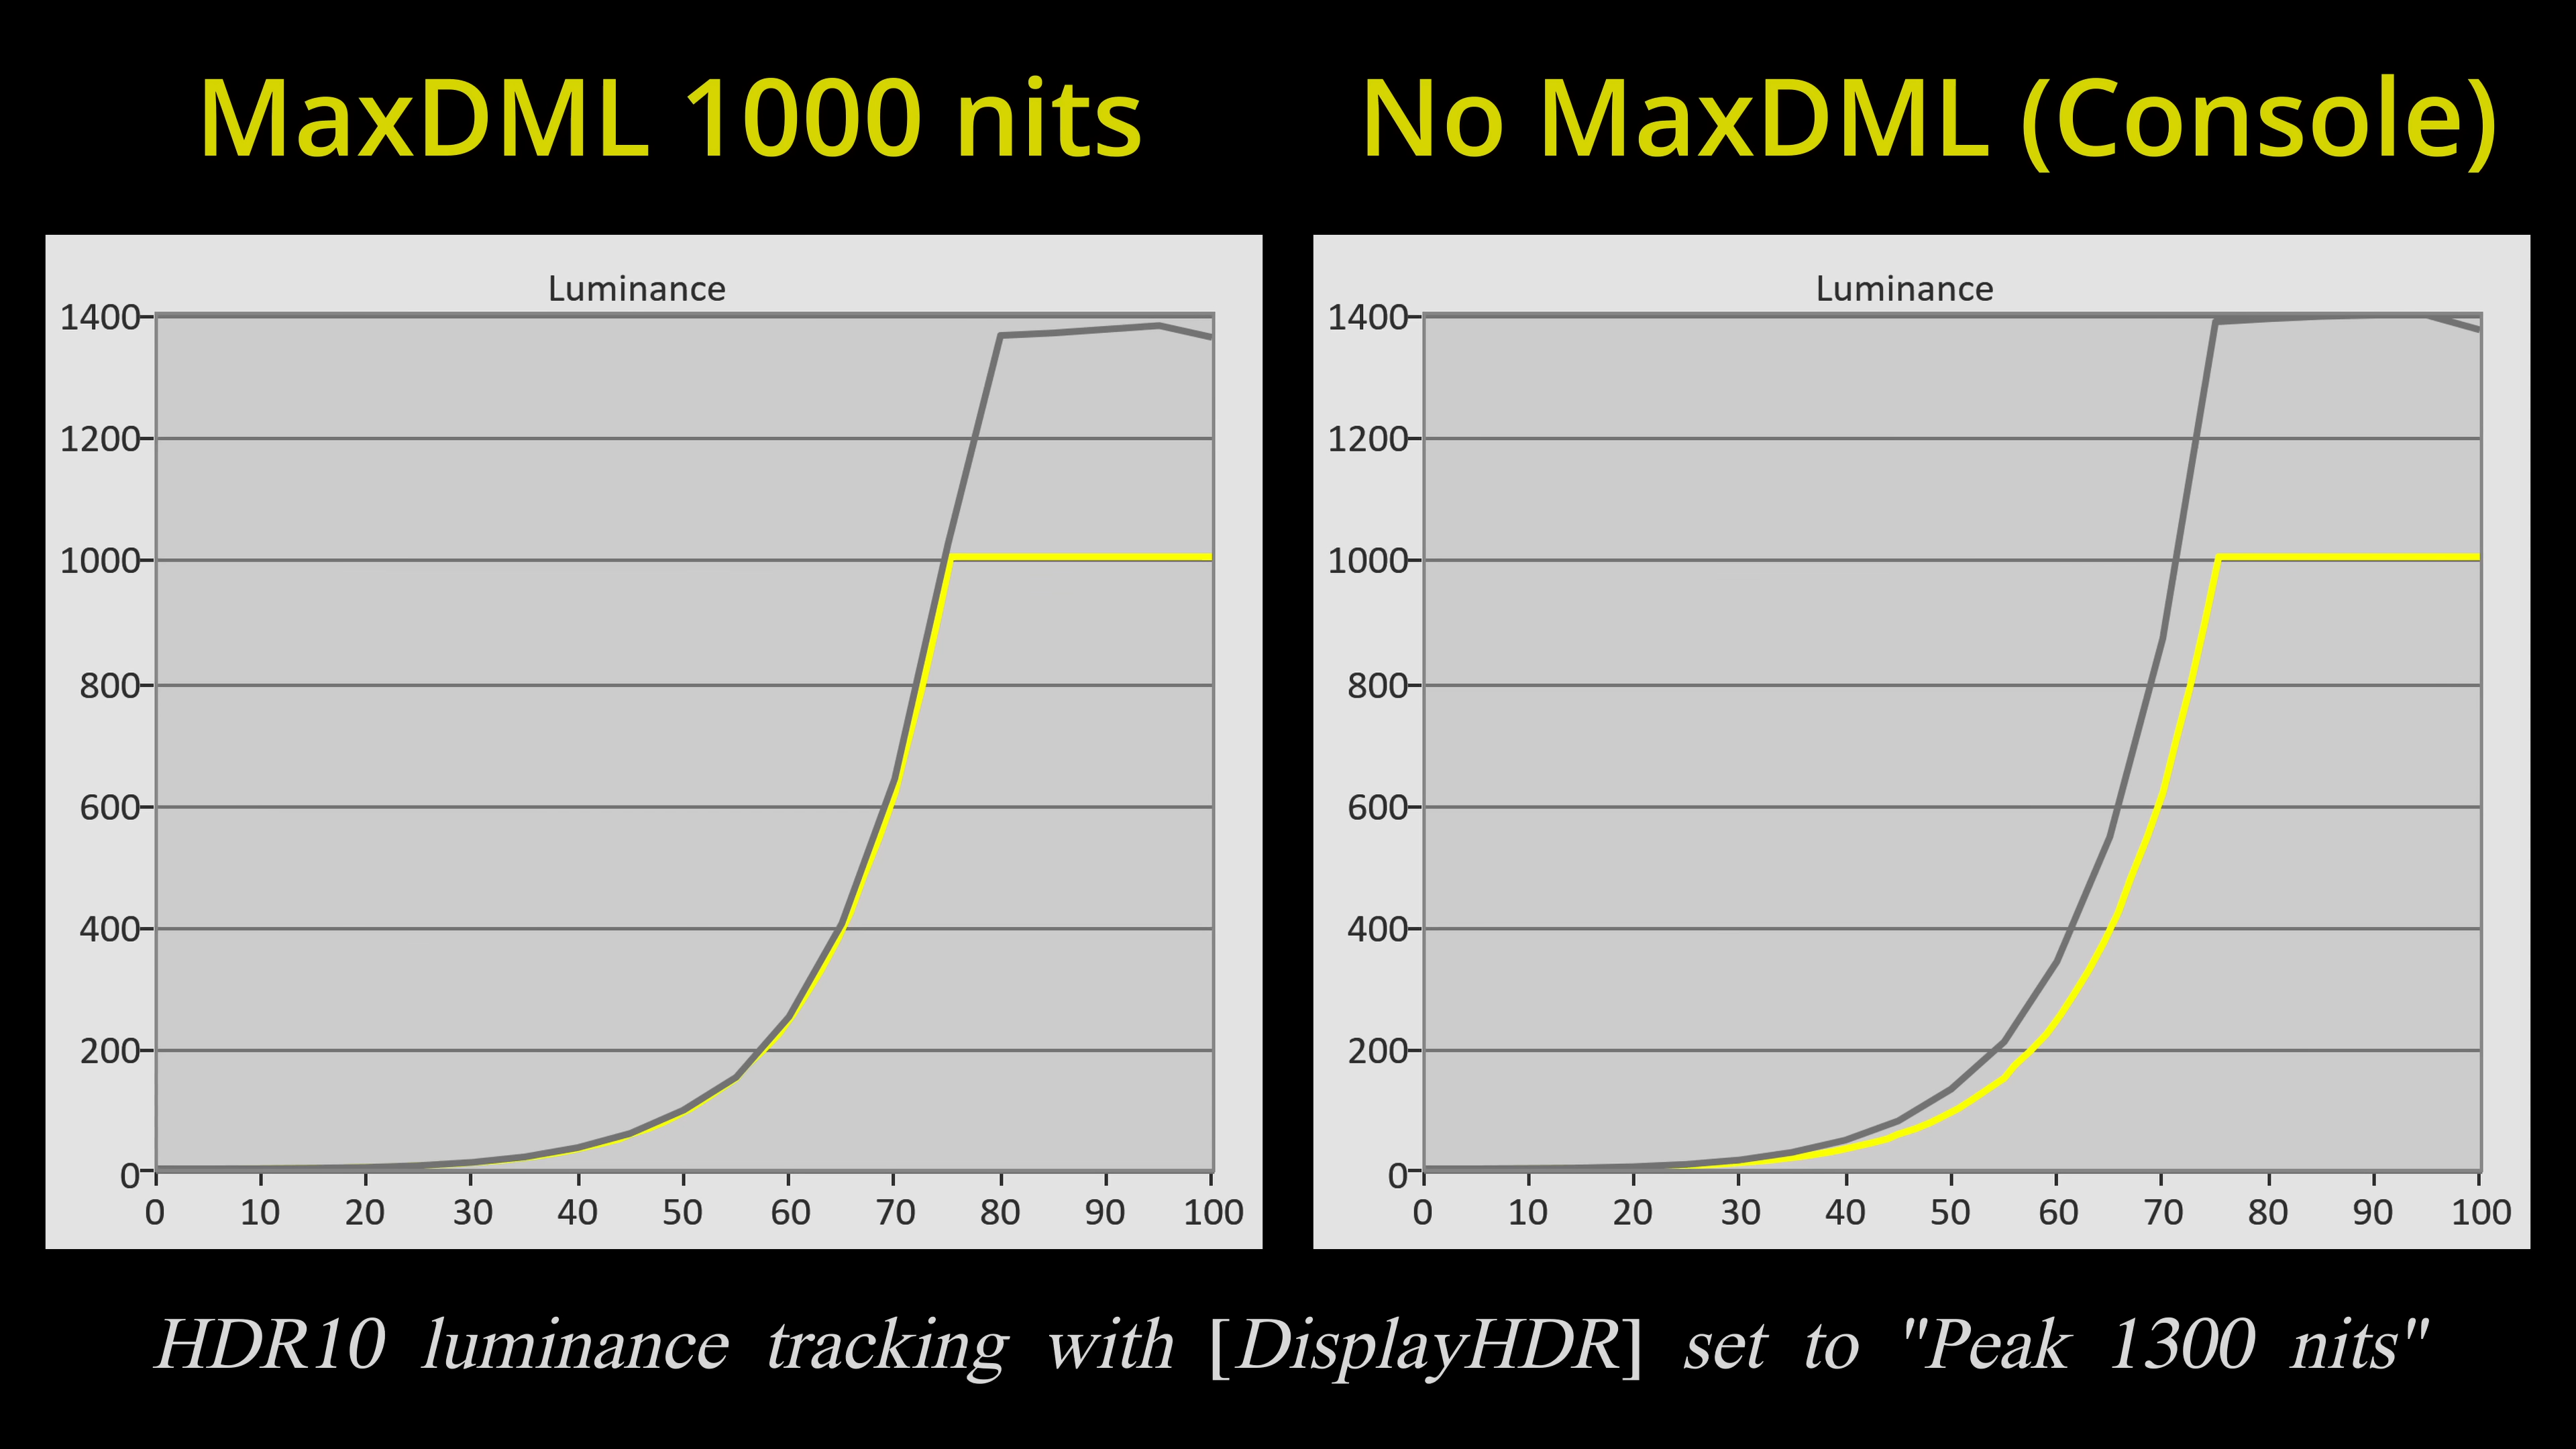 MaxDML 1000 nits
No MaxDML (Console)
Luminance
1400
1200
1000
800
600
400
200
0
0 10 20 30 40 50 60 70 80 90 100
Luminance
1400
1200
1000
800
600
400
200
0
0 10 20 30 40 50 60 70 80 90 100
HDR10 luminance tracking with [DisplayHDR] set to "Peak 1300 nits"